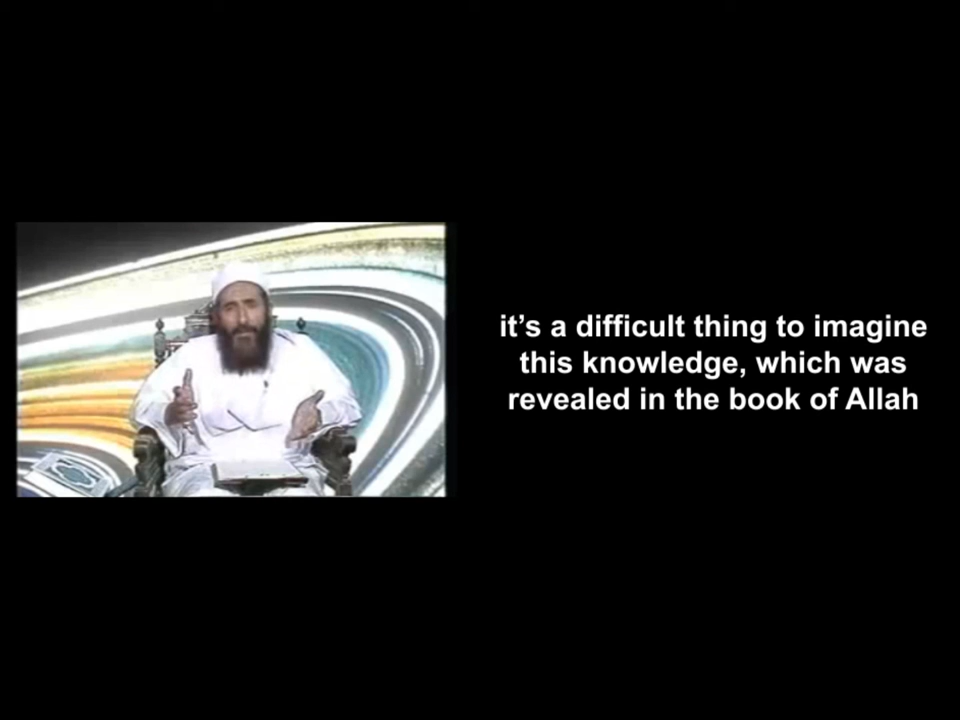 it's a difficult thing to imagine
this knowledge, which was
revealed in the book of Allah